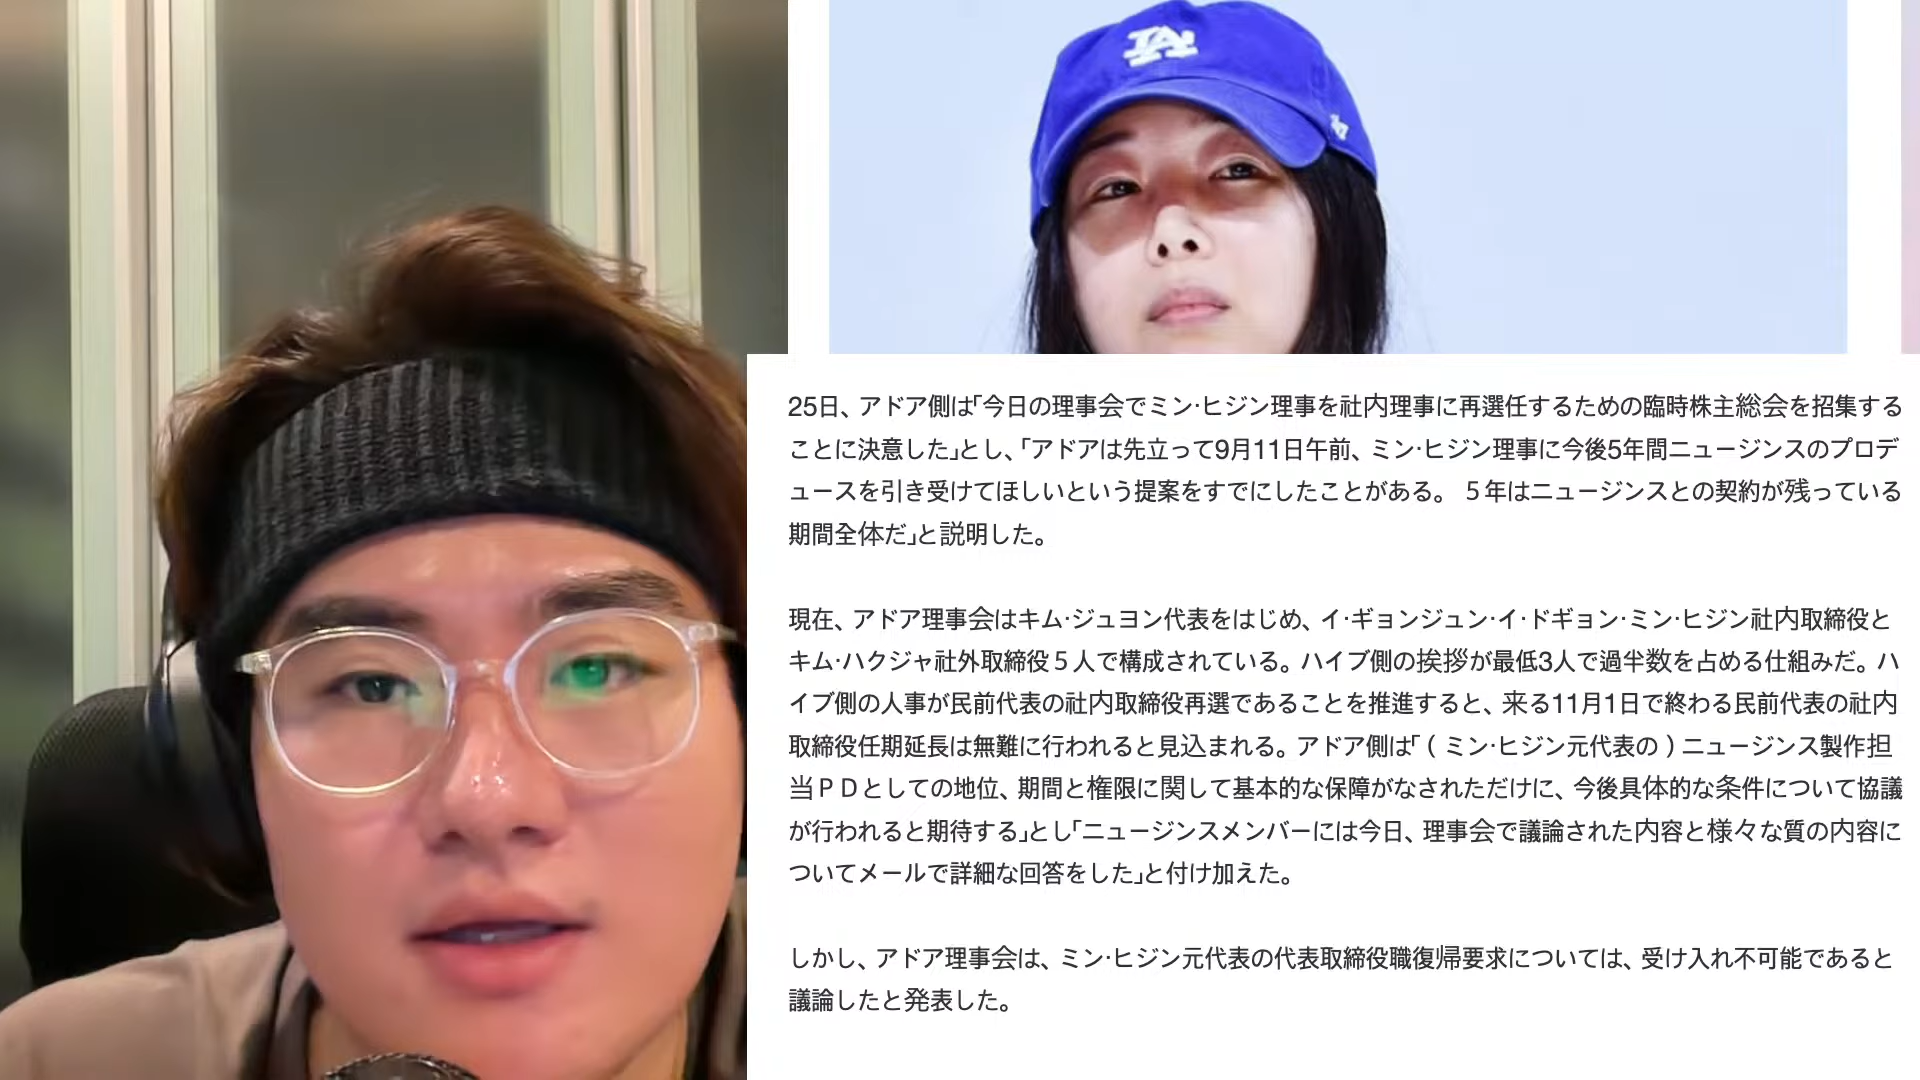 LA
25日、アドア側は｢今日の理事会でミン·ヒジン理事を社内理事に再選任するための臨時株主総会を招集する
ことに決意した｣とし､｢アドアは先立って9月11日午前、ミン·ヒジン理事に今後5年間ニュージンスのプロデ
ュースを引き受けてほしいという提案をすでにしたことがある。 ５年はニュージンスとの契約が残っている
期間全体だ｣と説明した。
現在、アドア理事会はキム·ジュヨン代表をはじめ、イ·ギョンジュン·イ·ドギョン·ミン·ヒジン社内取締役と
キム·ハクジャ社外取締役５人で構成されている。ハイブ側の挨拶が最低3人で過半数を占める仕組みだ。ハ
イブ側の人事が民前代表の社内取締役再選であることを推進すると、来る11月1日で終わる民前代表の社内
取締役任期延長は無難に行われると見込まれる。アドア側は｢（ミン·ヒジン元代表の）ニュージンス製作担
当ＰＤとしての地位、期間と権限に関して基本的な保障がなされただけに、今後具体的な条件について協議
が行われると期待する｣とし｢ニュージンスメンバーには今日、理事会で議論された内容と様々な質の内容に
ついてメールで詳細な回答をした｣と付け加えた。
しかし、アドア理事会は、ミン·ヒジン元代表の代表取締役職復帰要求については、受け入れ不可能であると
議論したと発表した。